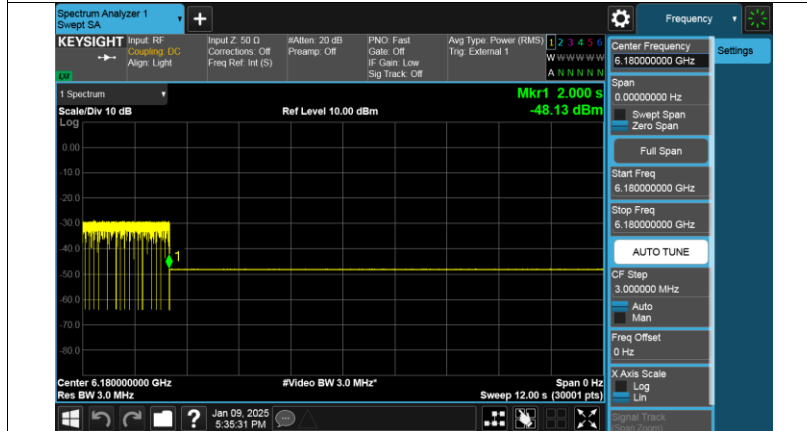 Spectrum Analyzer 1
Swept SA
Frequency
KEYSIGHT
Input: RF
Coupling: DC
Align: Light
Input Z: 50 Ω
Corrections: Off
Freq Ref: Int (S)
#Atten: 20 dB
Preamp: Off
PNO: Fast
Gate: Off
IF Gain: Low
Sig Track: Off
Avg Type: Power (RMS)
Trig: External 1
1 2 3 4 5 6
W W W W W W
A N N N N N
LXI
1 Spectrum
Mkr1 2.000 s
Scale/Div 10 dB
Ref Level 10.00 dBm
-48.13 dBm
Log
0.00
-10.0
-20.0
-30.0
-40.0
1
-50.0
-60.0
-70.0
-80.0
Center 6.180000000 GHz
#Video BW 3.0 MHz*
Span 0 Hz
Res BW 3.0 MHz
Sweep 12.00 s (30001 pts)
Jan 09, 2025
5:35:31 PM
Center Frequency
6.180000000 GHz
Settings
Span
0.00000000 Hz
Swept Span
Zero Span
Full Span
Start Freq
6.180000000 GHz
Stop Freq
6.180000000 GHz
AUTO TUNE
CF Step
3.000000 MHz
Auto
Man
Freq Offset
0 Hz
X Axis Scale
Log
Lin
Signal Track
(Span Zoom)